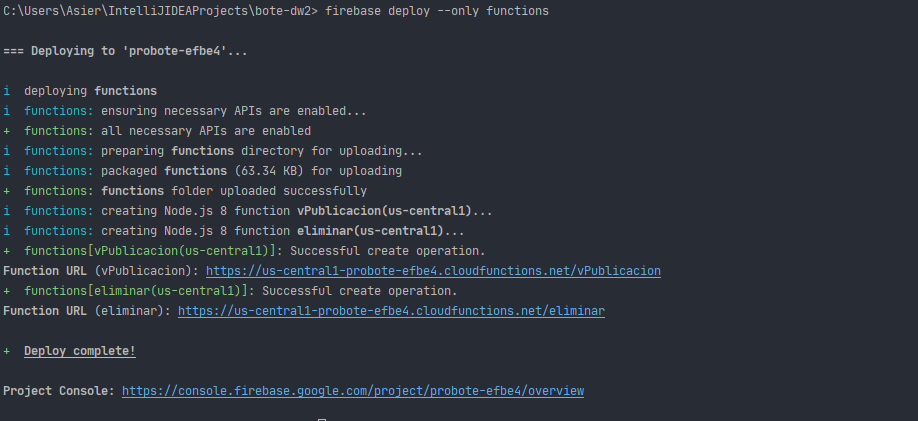 C:\Users\Asier\IntelliJIDEAProjects\bote-dw2> firebase deploy --only functions
=== Deploying to 'probote-efbe4'...
i  deploying functions
i  functions: ensuring necessary APIs are enabled...
+  functions: all necessary APIs are enabled
i  functions: preparing functions directory for uploading...
i  functions: packaged functions (63.34 KB) for uploading
+  functions: functions folder uploaded successfully
i  functions: creating Node.js 8 function vPublicacion(us-central1)...
i  functions: creating Node.js 8 function eliminar(us-central1)...
+  functions[vPublicacion(us-central1)]: Successful create operation.
Function URL (vPublicacion): https://us-central1-probote-efbe4.cloudfunctions.net/vPublicacion
+  functions[eliminar(us-central1)]: Successful create operation.
Function URL (eliminar): https://us-central1-probote-efbe4.cloudfunctions.net/eliminar
+  Deploy complete!
Project Console: https://console.firebase.google.com/project/probote-efbe4/overview